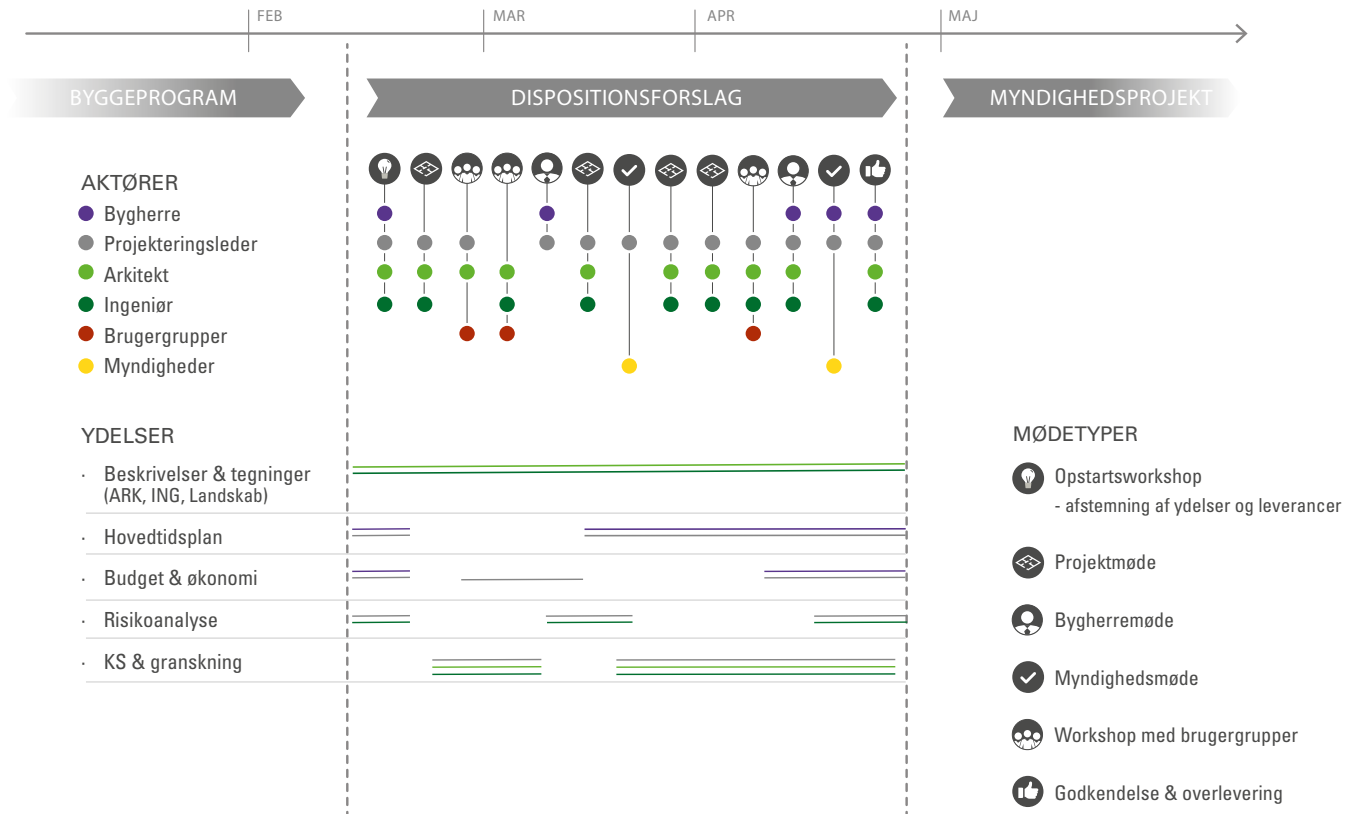 FEB
MAR
APR
MAJ
BYGGEPROGRAM
DISPOSITIONSFORSLAG
MYNDIGHEDSPROJEKT
AKTØRER
Bygherre
Projekteringsleder
Arkitekt
Ingeniør
Brugergrupper
Myndigheder
YDELSER
· Beskrivelser & tegninger
(ARK, ING, Landskab)
· Hovedtidsplan
· Budget & økonomi
· Risikoanalyse
· KS & granskning
MØDETYPER
Opstartsworkshop
- afstemning af ydelser og leverancer
Projektmøde
Bygherremøde
Myndighedsmøde
Workshop med brugergrupper
Godkendelse & overlevering